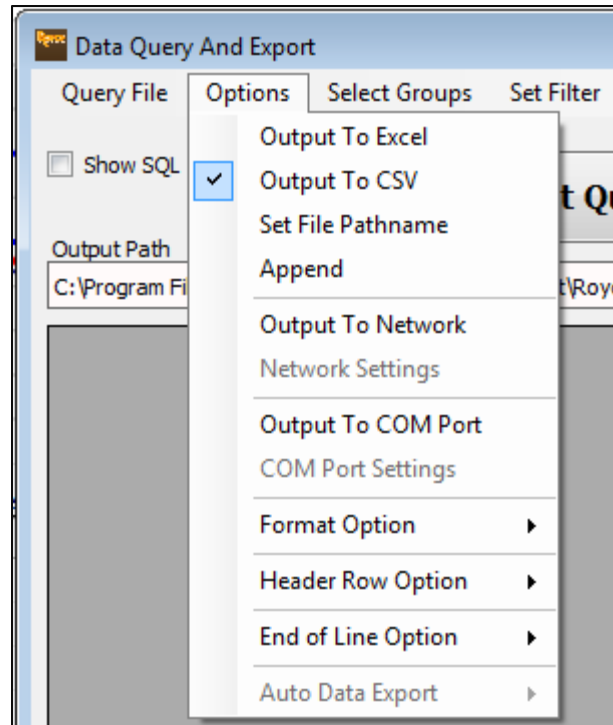 Data Query And Export
Query File Options Select Groups Set Filter
Show SQL
Output To Excel
Output To CSV
Set File Pathname
Append
Output To Network
Network Settings
Output To COM Port
COM Port Settings
Format Option
Header Row Option
End of Line Option
Auto Data Export
Output Path
C:\Program